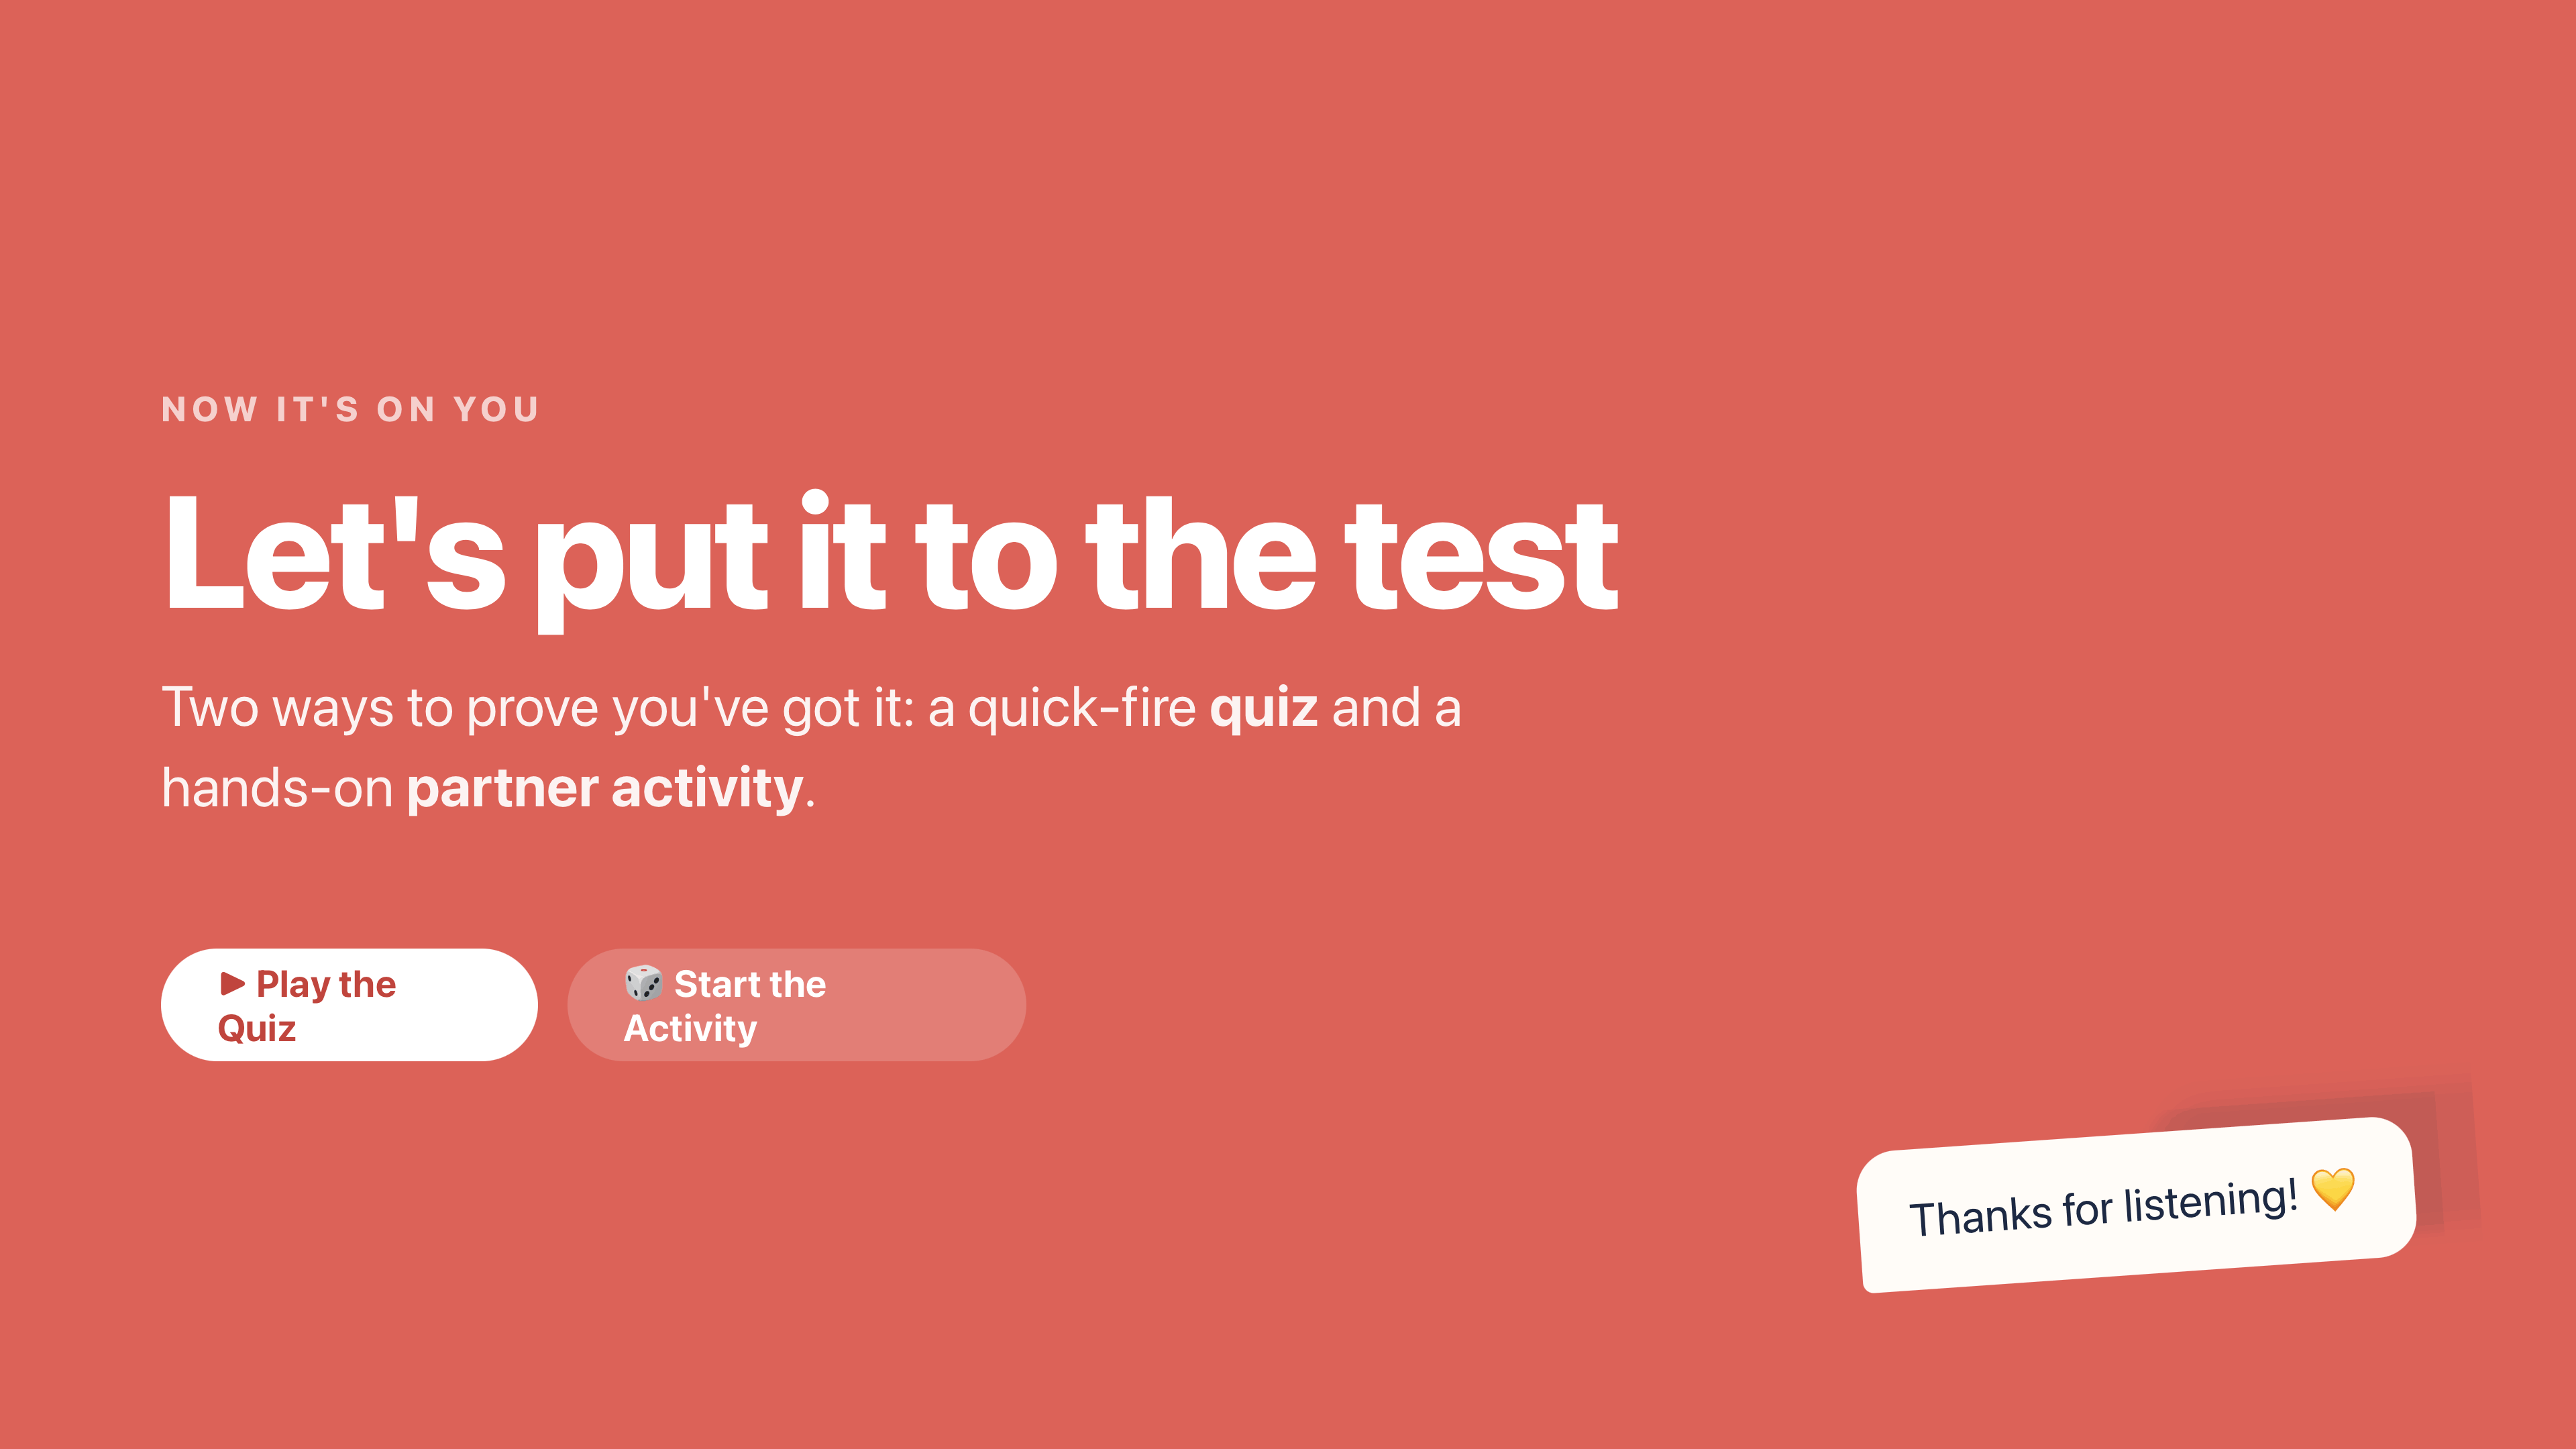 NOW IT'S ON YOU
Let's put it to the test
Two ways to prove you've got it: a quick-fire quiz and a
hands-on partner activity.
▶ Play the
Quiz
🎲 Start the
Activity
Thanks for listening! 💛